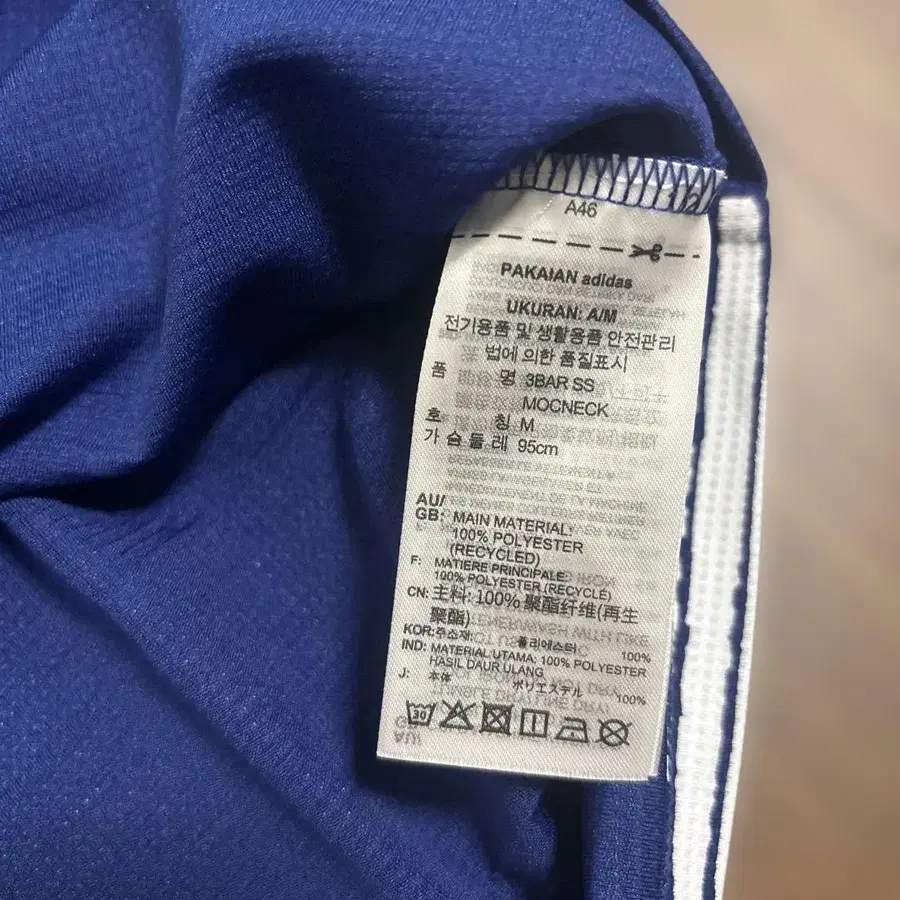 12
A46
PAKAIAN adidas
UKURAN: A/M
전기용품 및 생활용품 안전관리
법에 의한 품질표시
품 명 3BAR SS
MOCNECK
호 칭 M
가 슴 둘 레 95cm
AU/
GB: MAIN MATERIAL:
100% POLYESTER
(RECYCLED)
F: MATIERE PRINCIPALE:
100% POLYESTER (RECYCLÉ)
CN: 主料: 100% 聚酯纤维(再生
聚酯)
KOR: 주소재: 폴리에스터 100%
IND: MATERIAL UTAMA: 100% POLYESTER
HASIL DAUR ULANG
J: 本体 ポリエステル 100%
30